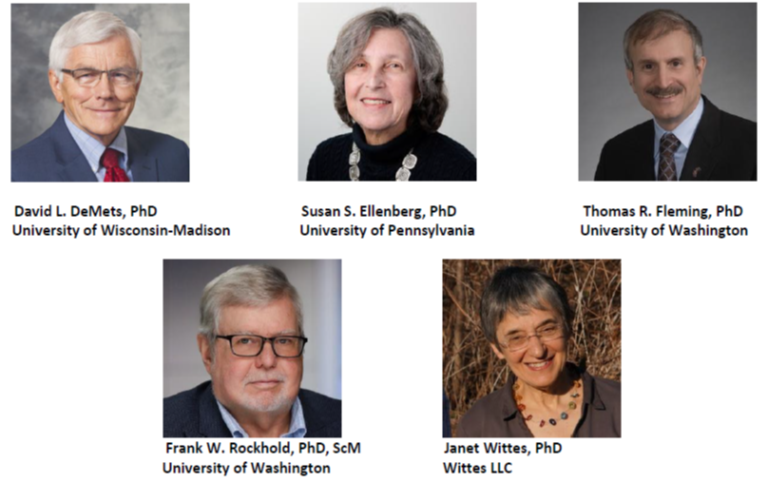 David L. DeMets, PhD
University of Wisconsin-Madison
Susan S. Ellenberg, PhD
University of Pennsylvania
Thomas R. Fleming, PhD
University of Washington
Frank W. Rockhold, PhD, ScM
University of Washington
Janet Wittes, PhD
Wittes LLC